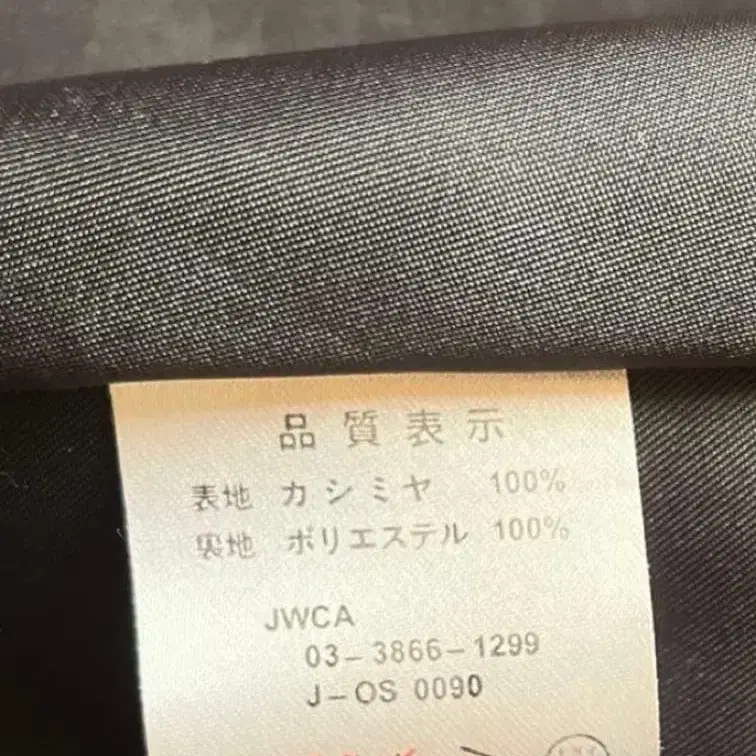 品質表示
表地 カシミヤ 100%
裏地 ポリエステル 100%
JWCA
03-3866-1299
J-OS 0090